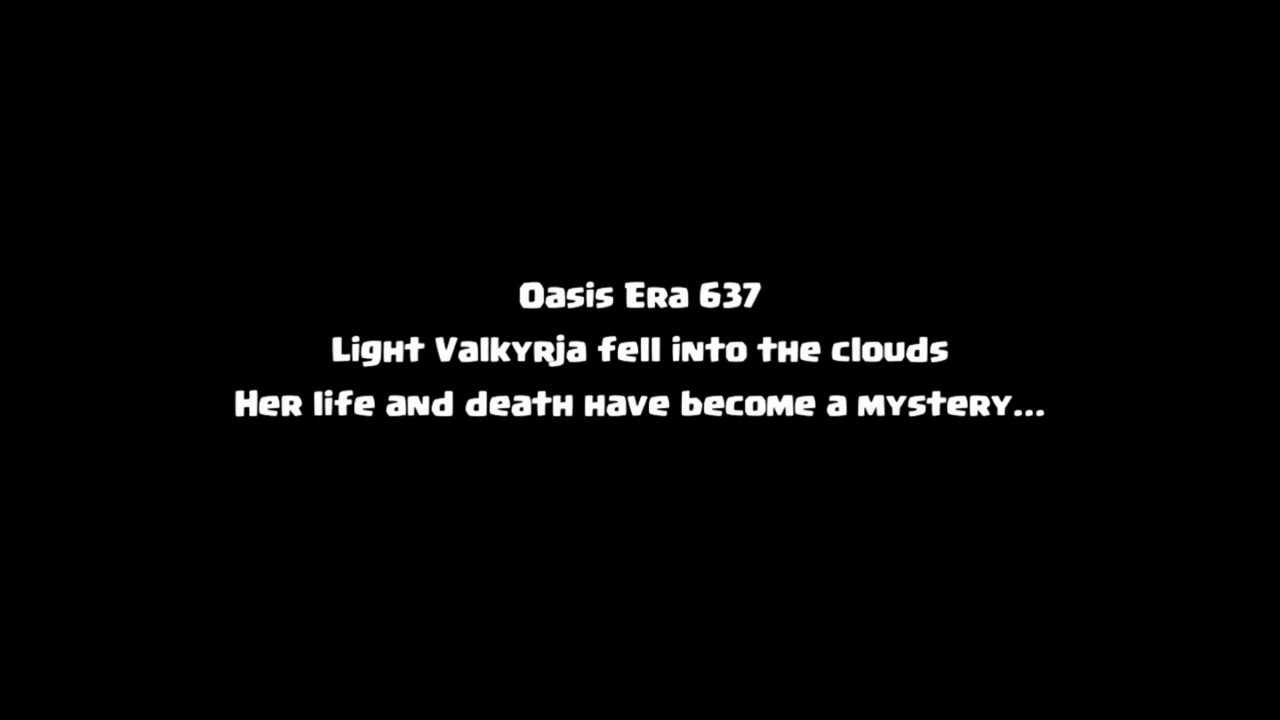 Oasis Era 637
Light Valkyrja fell into the clouds
Her life and death have become a mystery...